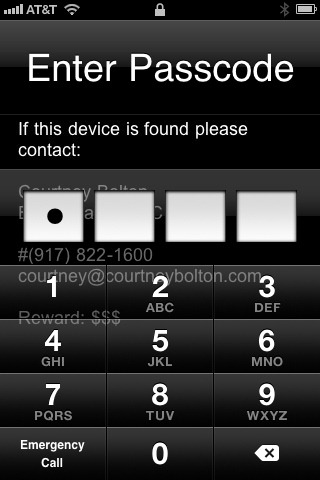 AT&T
Enter Passcode
If this device is found please
contact:
Courtney Bolton
#(917) 822-1600
courtney@courtneybolton.com
Reward: $$$
1
2
ABC
3
DEF
4
GHI
5
JKL
6
MNO
7
PQRS
8
TUV
9
WXYZ
Emergency
Call
0